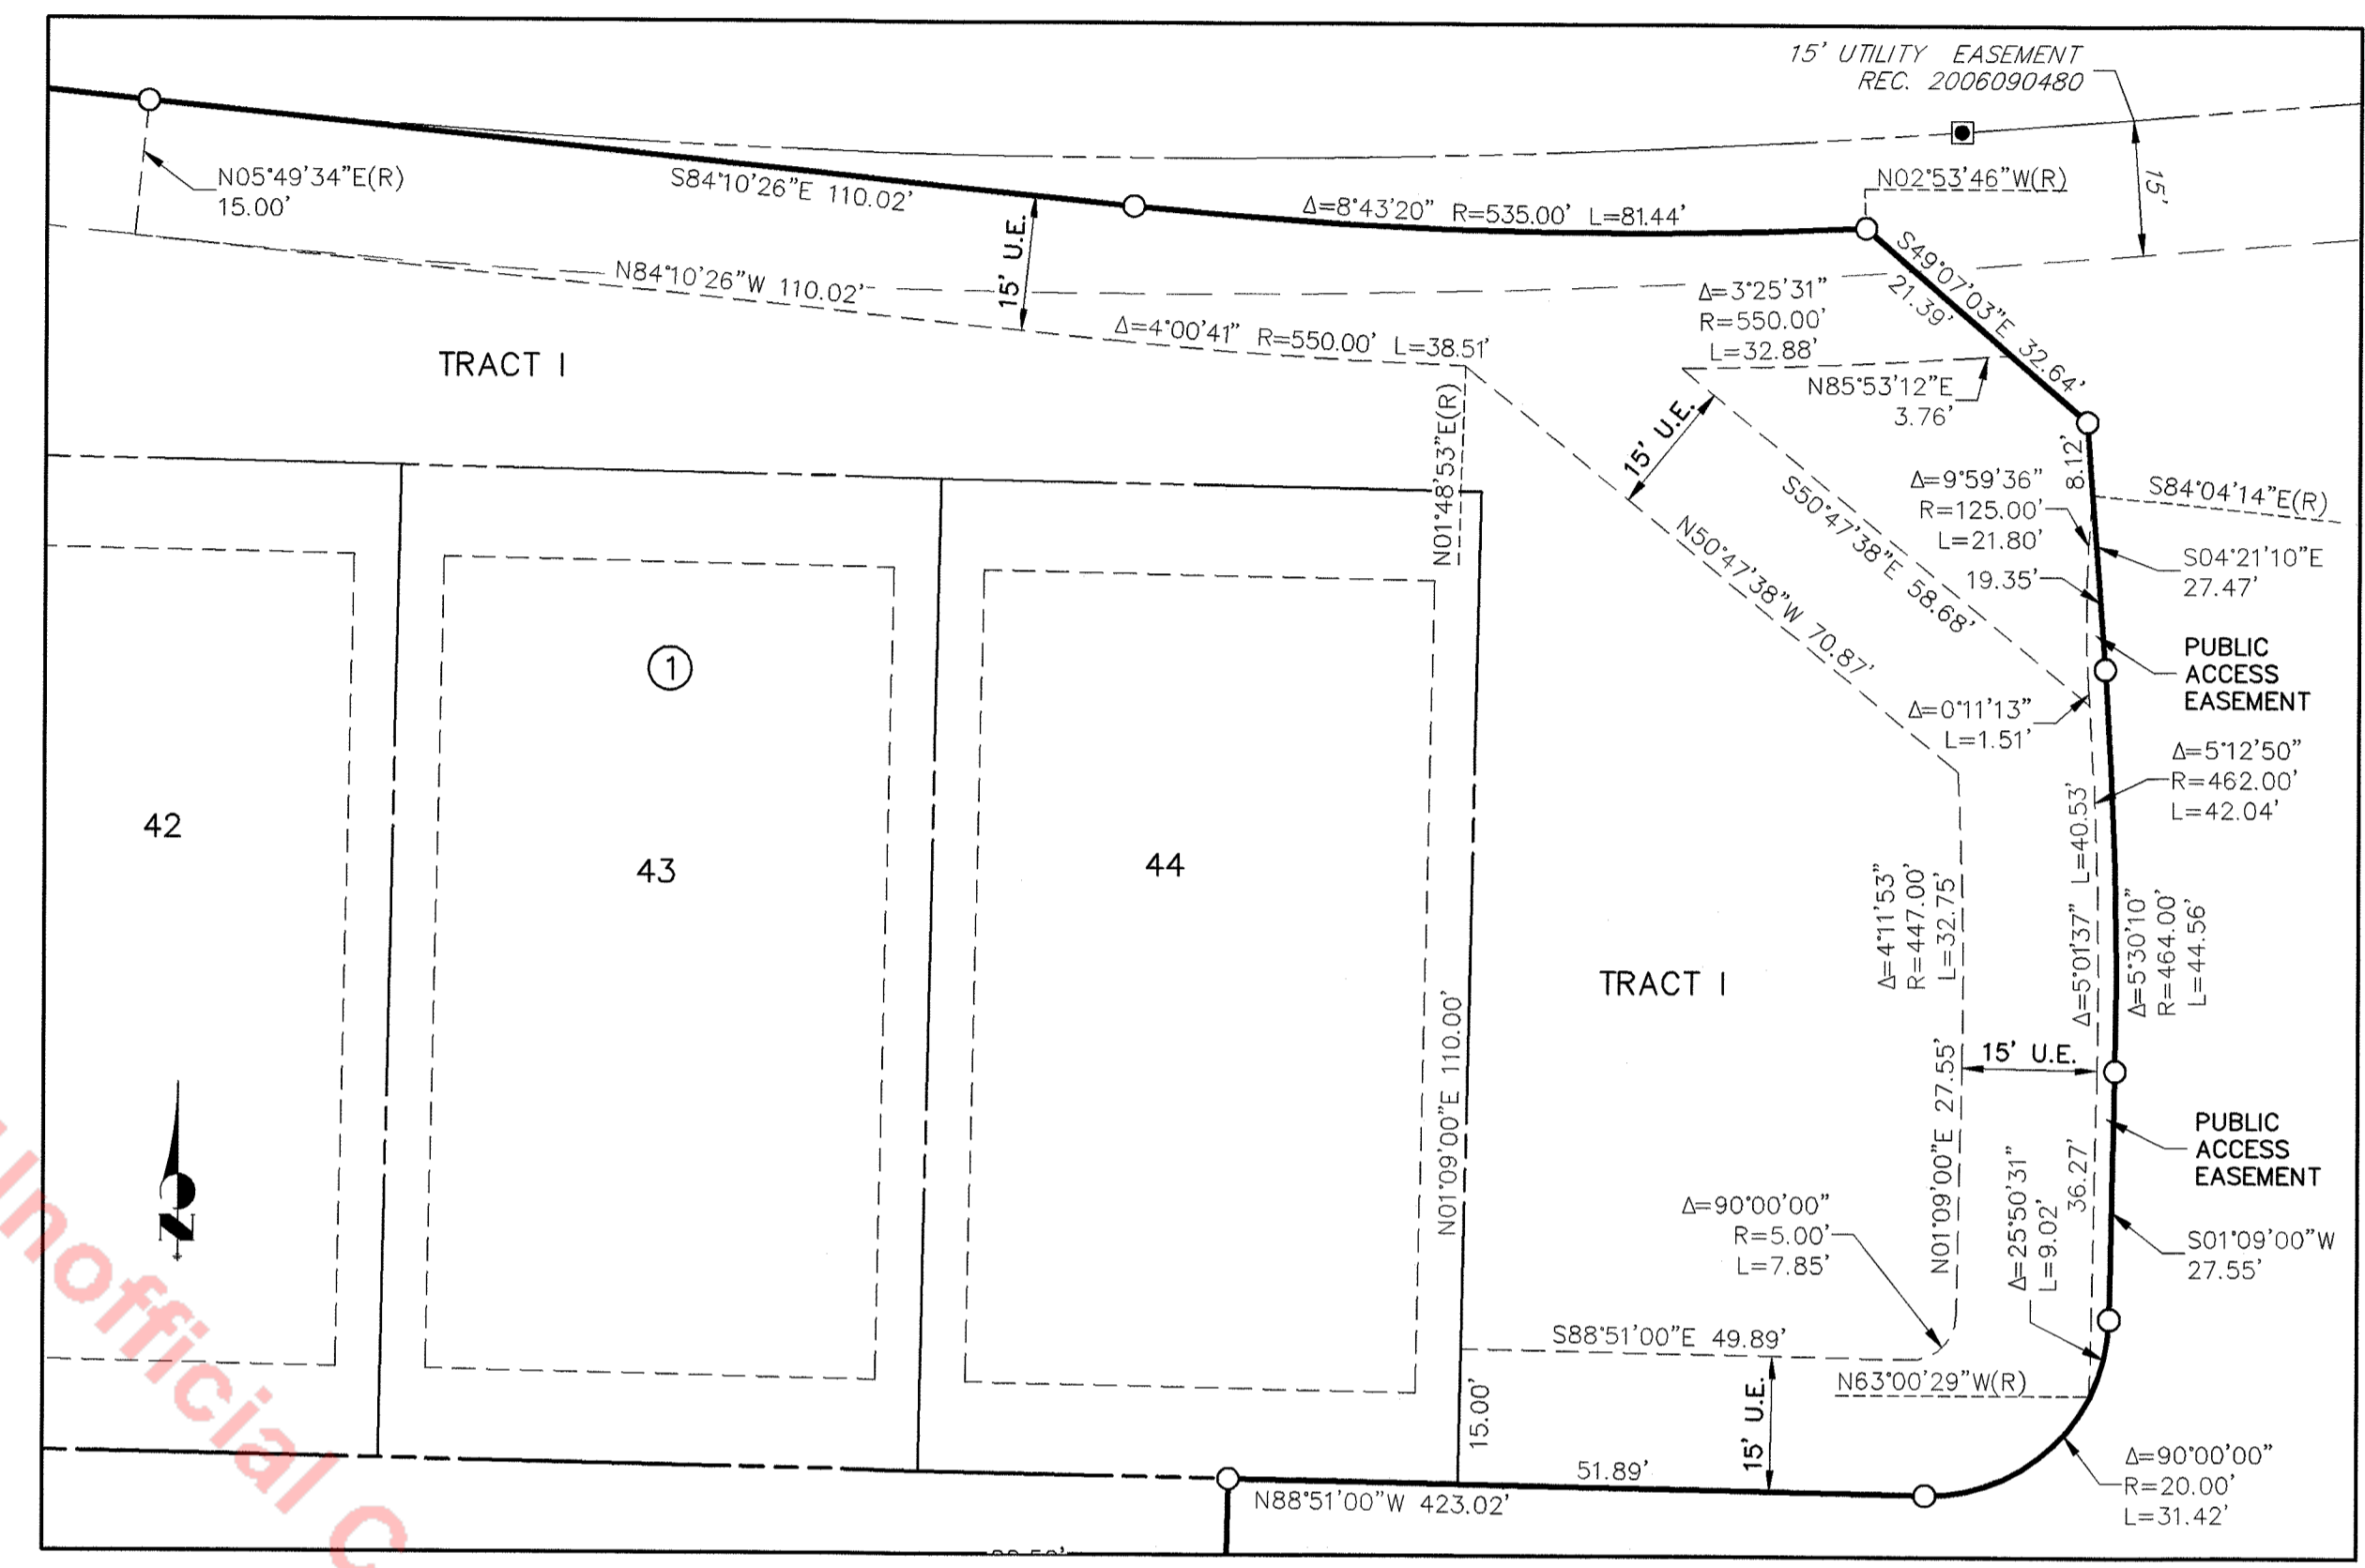 15' UTILITY EASEMENT
REC. 2006090480
N05°49'34"E(R)
15.00'
S84°10'26"E 110.02'
15' U.E.
Δ=8°43'20" R=535.00' L=81.44'
N02°53'46"W(R)
15'
N84°10'26"W 110.02'
Δ=4°00'41" R=550.00' L=38.51'
Δ=3°25'31"
R=550.00'
L=32.88'
S49°07'03"E 32.64'
21.39'
N85°53'12"E
3.76'
TRACT I
15' U.E.
N01°48'53"E(R)
8.12'
Δ=9°59'36"
R=125.00'
L=21.80'
S84°04'14"E(R)
S04°21'10"E
27.47'
19.35'
S50°47'38"E 58.68'
N50°47'38"W 70.87'
PUBLIC
ACCESS
EASEMENT
1
Δ=0°11'13"
L=1.51'
Δ=5°12'50"
R=462.00'
L=42.04'
42
43
44
Δ=4°11'53"
R=447.00'
L=32.75'
Δ=5°01'37" L=40.53'
Δ=5°30'10"
R=464.00'
L=44.56'
TRACT I
N01°09'00"E 110.00'
N01°09'00"E 27.55'
15' U.E.
PUBLIC
ACCESS
EASEMENT
Δ=25°50'31"
L=9.02'
36.27'
N
Δ=90°00'00"
R=5.00'
L=7.85'
S01°09'00"W
27.55'
S88°51'00"E 49.89'
N63°00'29"W(R)
15.00'
15' U.E.
51.89'
N88°51'00"W 423.02'
Δ=90°00'00"
R=20.00'
L=31.42'
Unofficial C